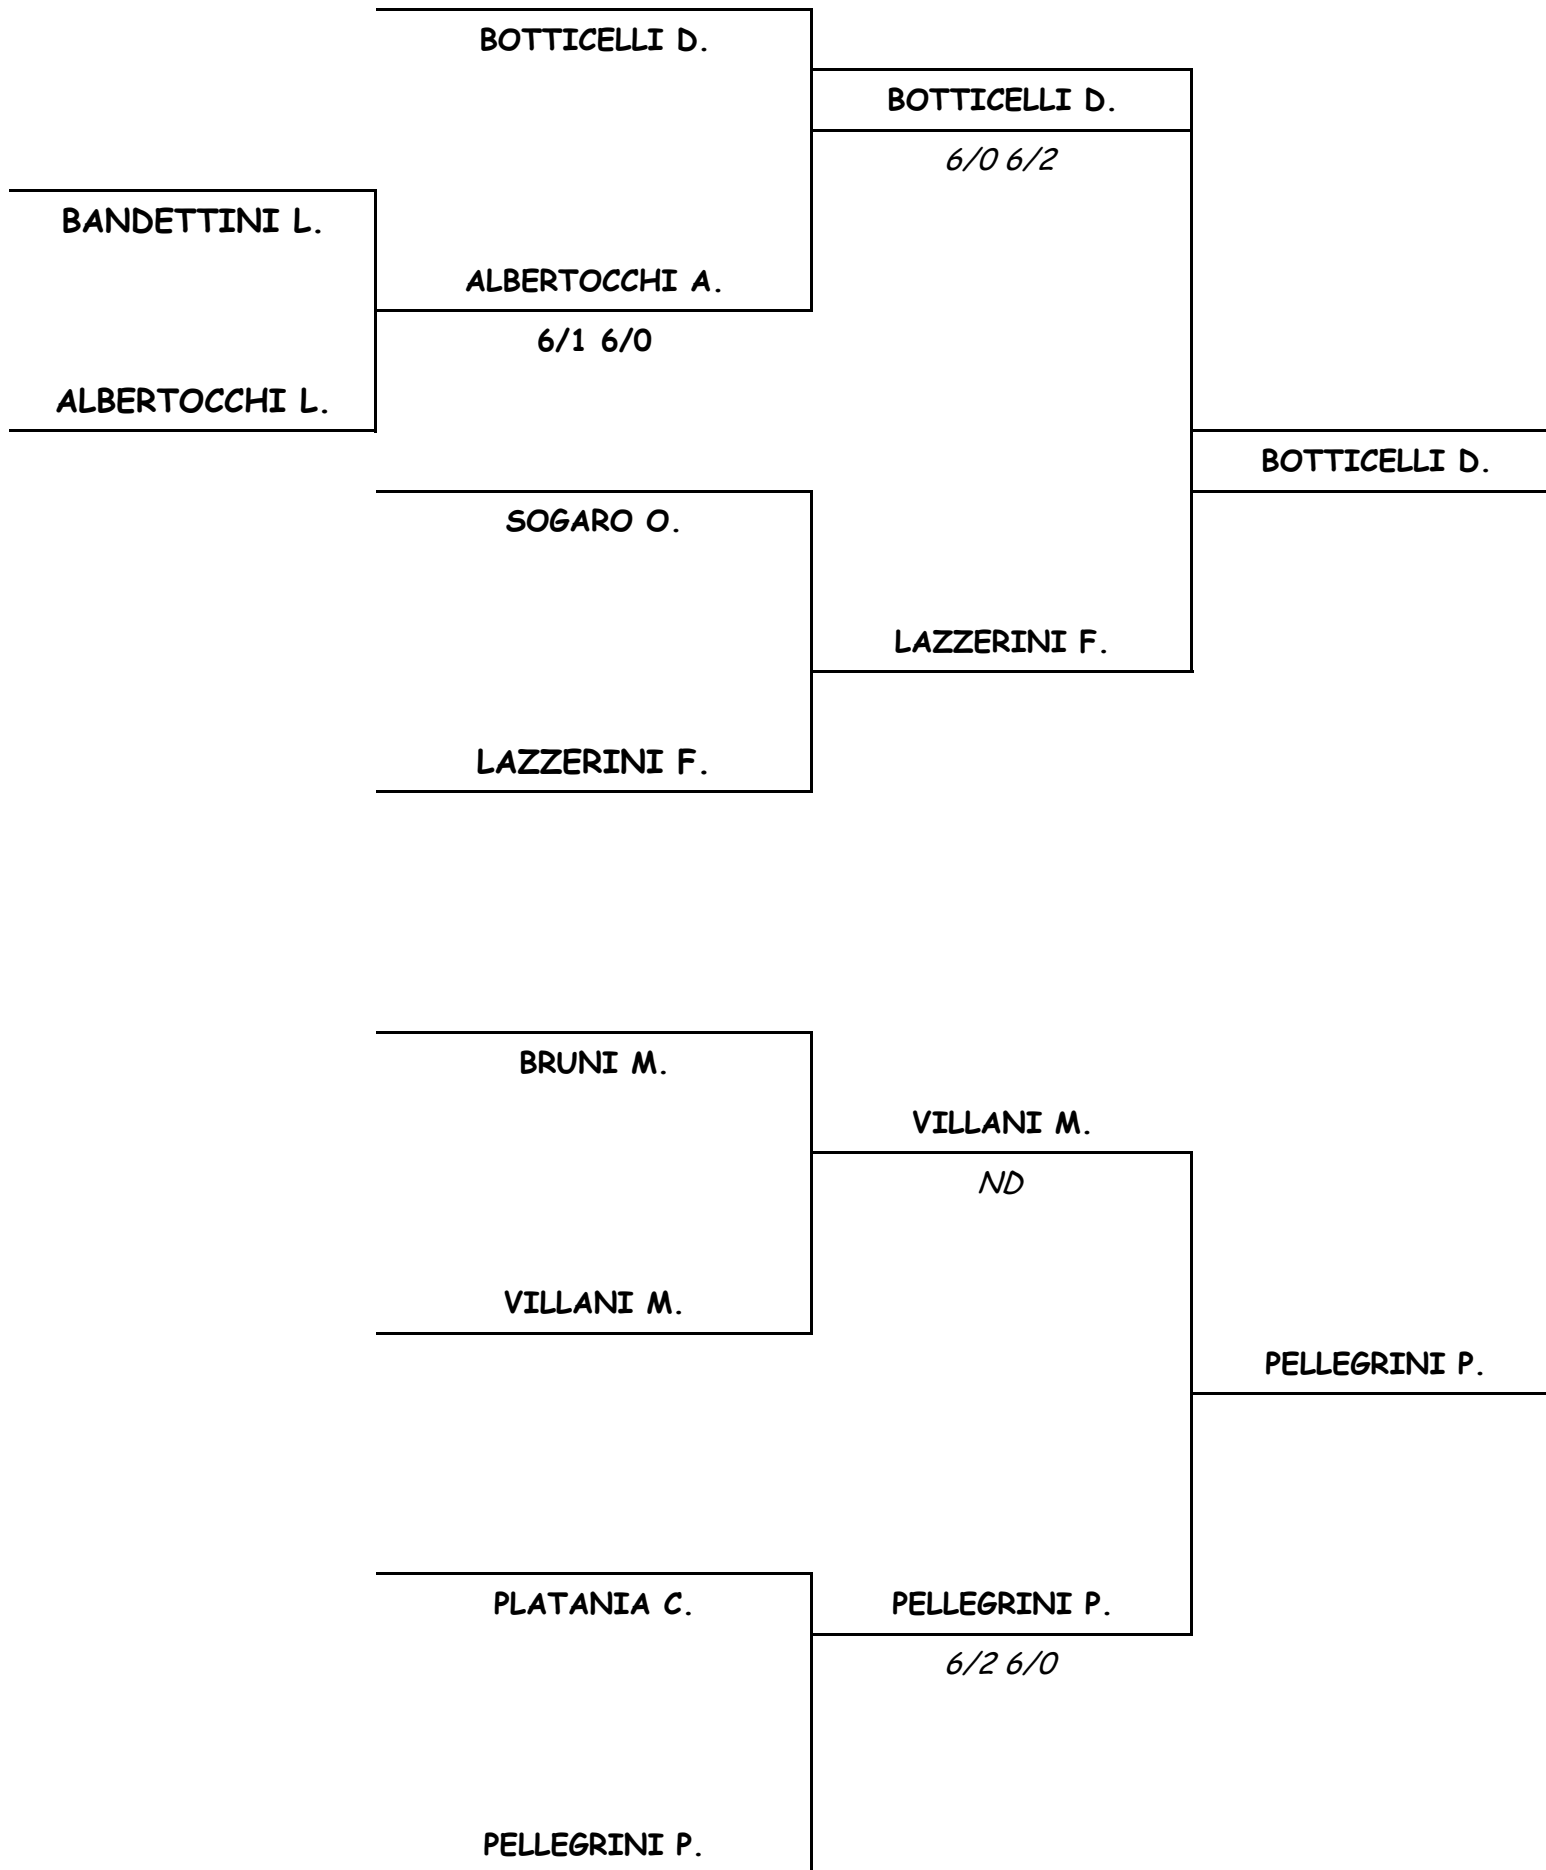 BOTTICELLI D.
BOTTICELLI D.
6/0 6/2
BANDETTINI L.
ALBERTOCCHI A.
6/1 6/0
ALBERTOCCHI L.
BOTTICELLI D.
SOGARO O.
LAZZERINI F.
LAZZERINI F.
BRUNI M.
VILLANI M.
ND
VILLANI M.
PELLEGRINI P.
PLATANIA C.
PELLEGRINI P.
6/2 6/0
PELLEGRINI P.